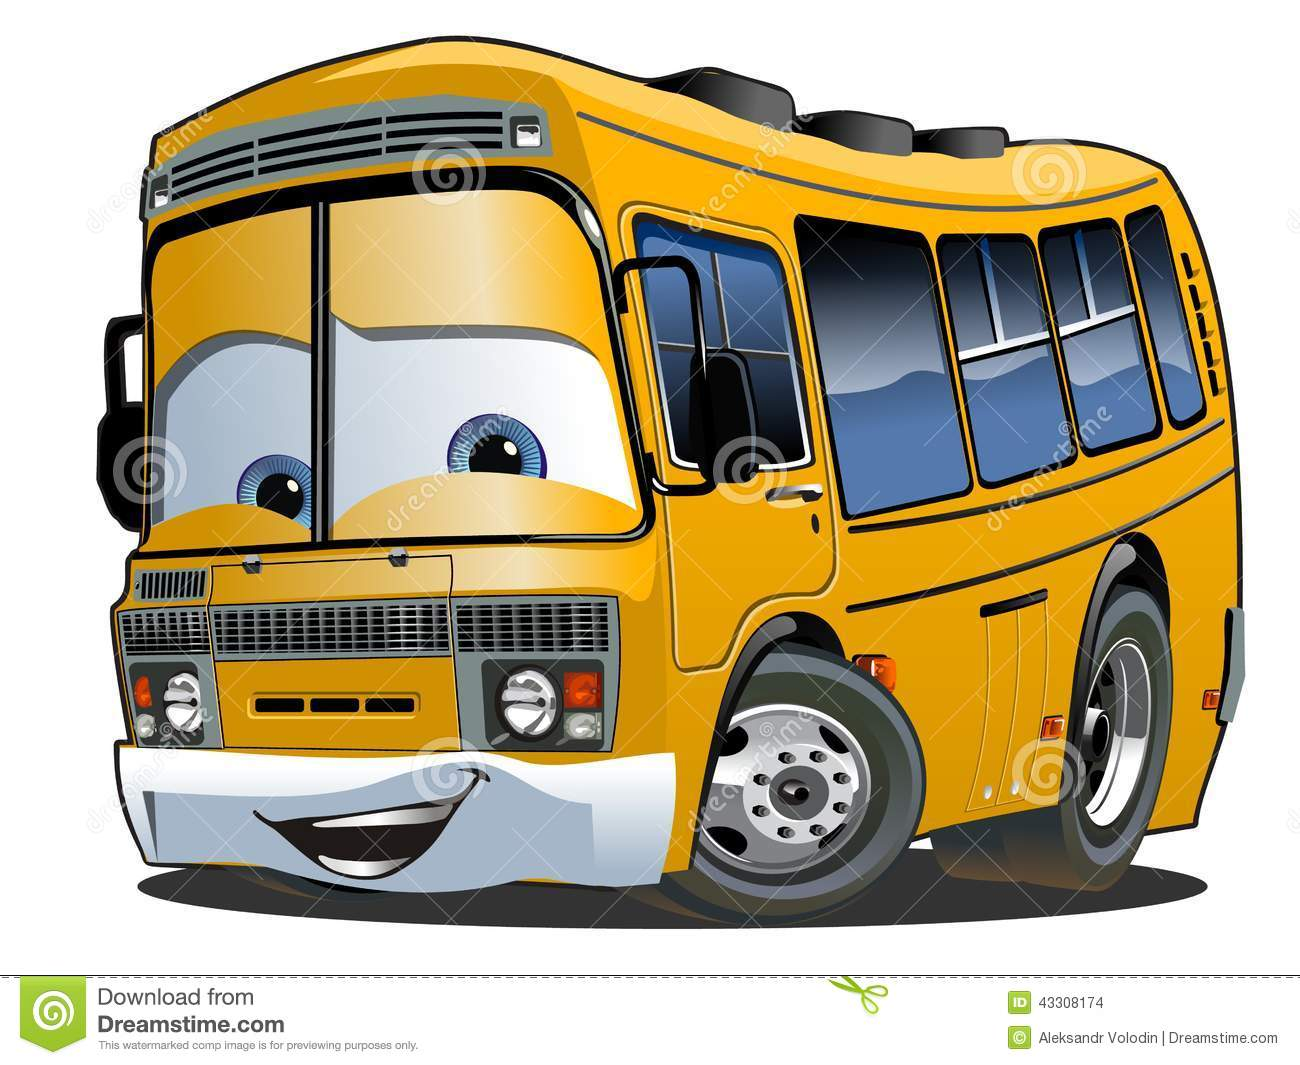 dreamstime
Download from
Dreamstime.com
This watermarked comp image is for previewing purposes only.
ID 43308174
© Aleksandr Volodin | Dreamstime.com